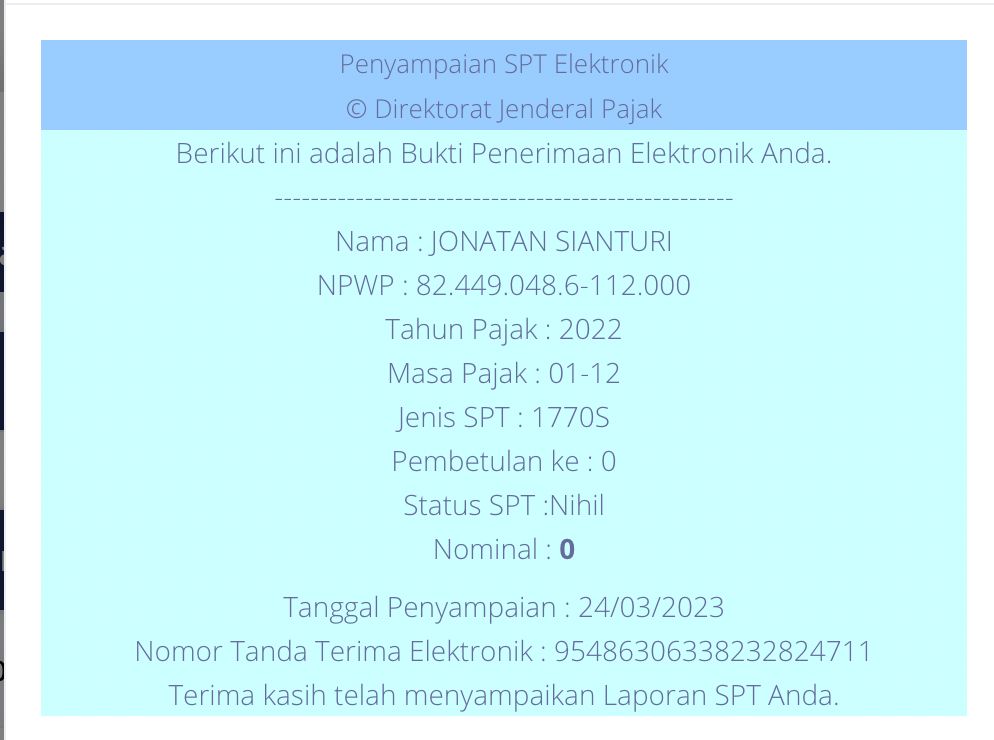 Penyampaian SPT Elektronik
© Direktorat Jenderal Pajak
Berikut ini adalah Bukti Penerimaan Elektronik Anda.
---------------------------------------------------
Nama : JONATAN SIANTURI
NPWP : 82.449.048.6-112.000
Tahun Pajak : 2022
Masa Pajak : 01-12
Jenis SPT : 1770S
Pembetulan ke : 0
Status SPT :Nihil
Nominal : 0
Tanggal Penyampaian : 24/03/2023
Nomor Tanda Terima Elektronik : 95486306338232824711
Terima kasih telah menyampaikan Laporan SPT Anda.